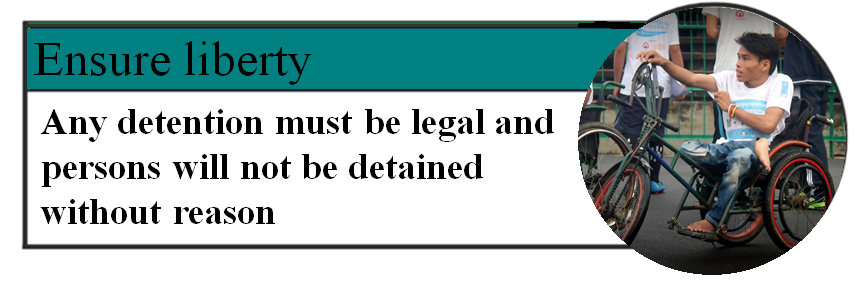 Ensure liberty
Any detention must be legal and
persons will not be detained
without reason